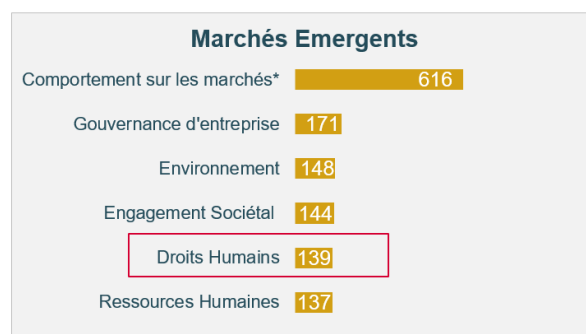 Marchés Emergents
Comportement sur les marchés* 616
Gouvernance d'entreprise 171
Environnement 148
Engagement Sociétal 144
Droits Humains 139
Ressources Humaines 137